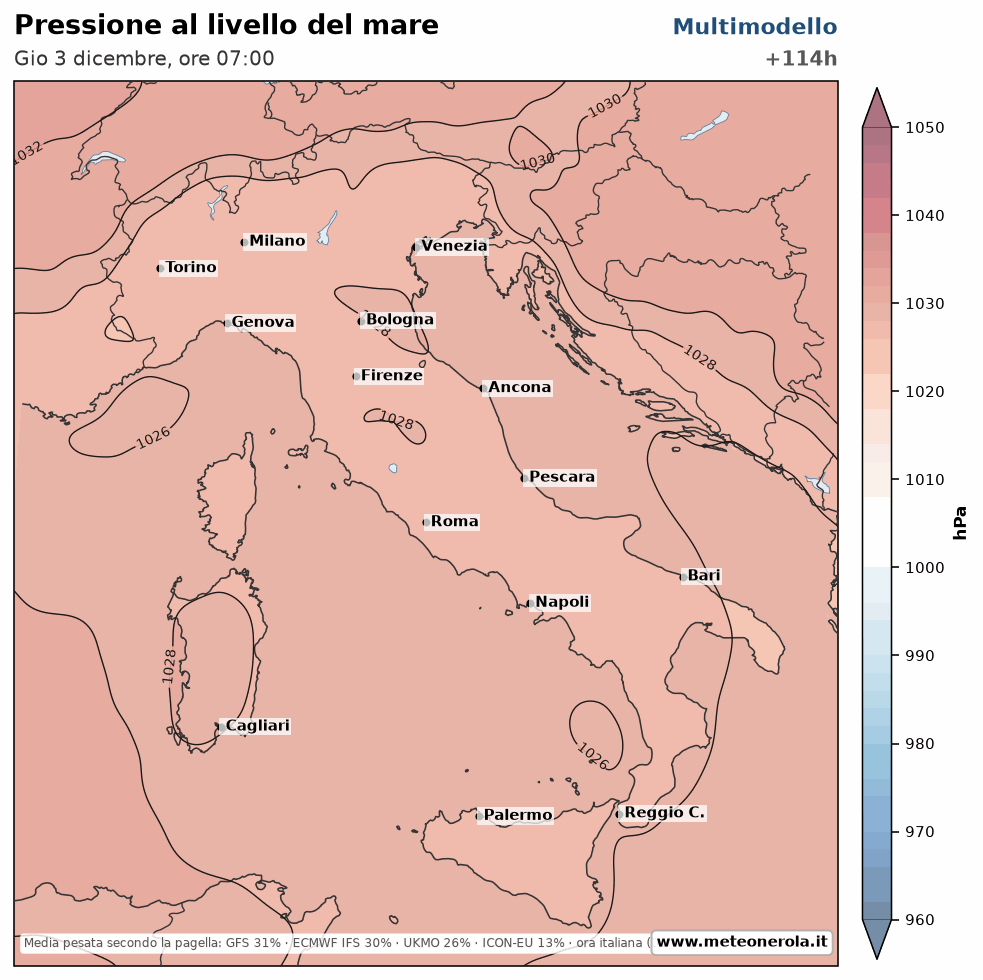 Pressione al livello del mare
Multimodello
Gio 3 dicembre, ore 07:00
+114h
1032
1030
1030
1050
1040
1030
1020
1010
1000
990
980
970
960
hPa
Milano
Venezia
Torino
Genova
Bologna
Firenze
Ancona
1028
1028
1026
Pescara
Roma
Bari
Napoli
1028
Cagliari
1026
Palermo
Reggio C.
Media pesata secondo la pagella: GFS 31% · ECMWF IFS 30% · UKMO 26% · ICON-EU 13% · ora italiana (
www.meteonerola.it